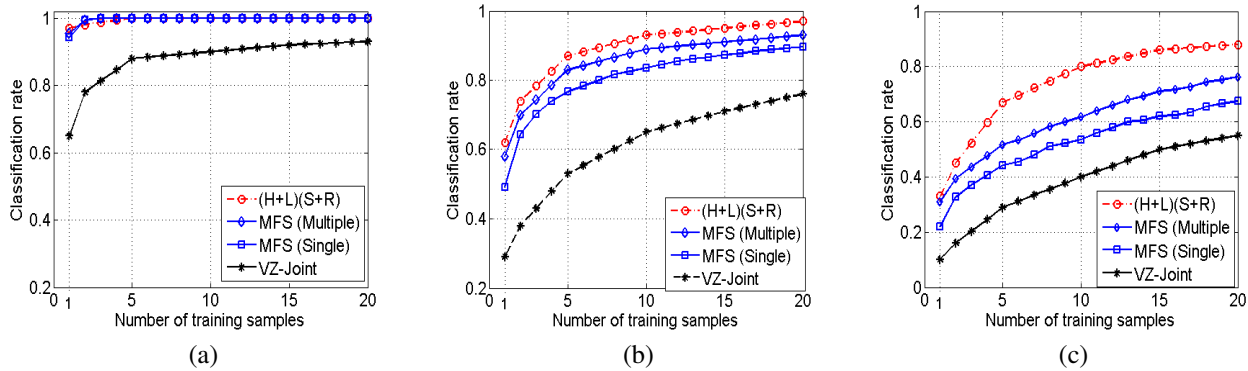 Classification rate
1
0.8
0.6
0.4
0.2
0 1 5 10 15 20
Number of training samples
(H+L)(S+R)
MFS (Multiple)
MFS (Single)
VZ-Joint
(a)
Classification rate
1
0.8
0.6
0.4
0.2
0 1 5 10 15 20
Number of training samples
(H+L)(S+R)
MFS (Multiple)
MFS (Single)
VZ-Joint
(b)
Classification rate
1
0.8
0.6
0.4
0.2
0
0 1 5 10 15 20
Number of training samples
(H+L)(S+R)
MFS (Multiple
MFS (Single)
VZ-Joint
(c)